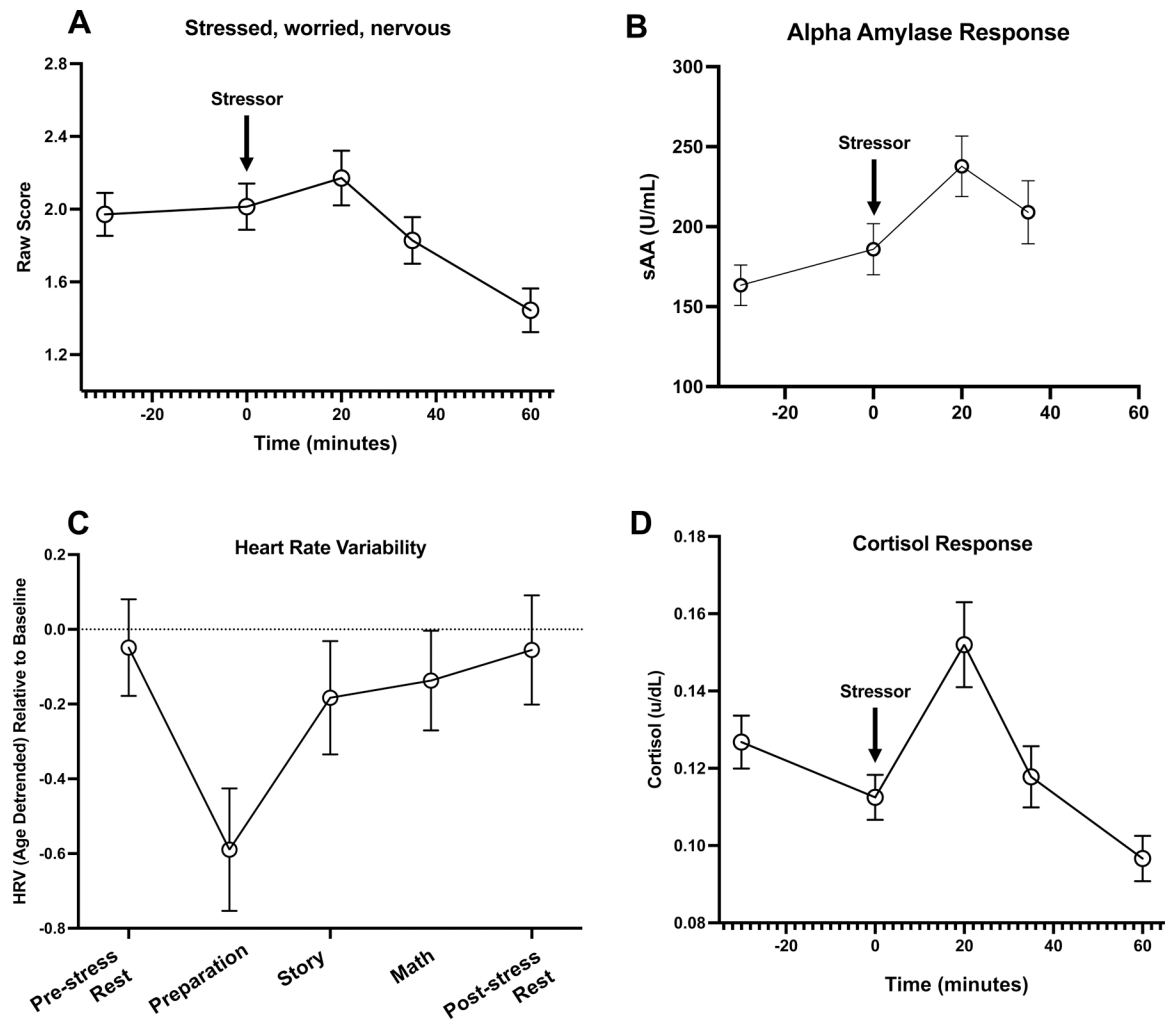 A
Stressed, worried, nervous
2.8
2.4
2.0
1.6
1.2
Raw Score
Stressor
-20 0 20 40 60
Time (minutes)
B
Alpha Amylase Response
300
250
200
150
100
sAA (U/mL)
Stressor
-20 0 20 40 60
C
Heart Rate Variability
0.2
0.0
-0.2
-0.4
-0.6
-0.8
HRV (Age Detrended) Relative to Baseline
Pre-stress
Rest
Preparation
Story
Math
Post-stress
Rest
D
Cortisol Response
0.18
0.16
0.14
0.12
0.10
0.08
Cortisol (u/dL)
Stressor
-20 0 20 40 60
Time (minutes)